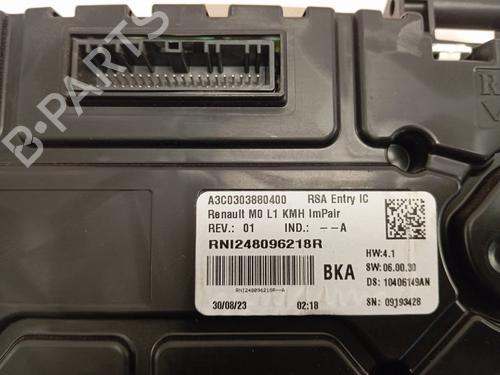 A3C0303880400 RSA Entry IC
Renault M0 L1 KMH ImPair
REV.: 01 IND.: --A
RNI248096218R
HW:4.1
BKA SW: 06.00.30
DS: 10406149AN
RNI248096218R--A
30/08/23 02:18 SN: 09193428
B-PARTS